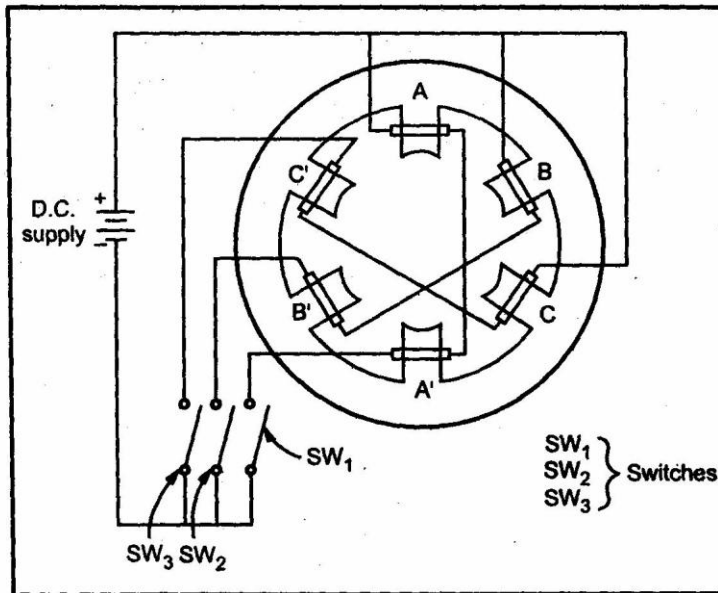 A
B
C'
D.C.
supply
+
−
B'
C
A'
SW₁
SW₁
SW₂
SW₃
Switches
SW₃ SW₂